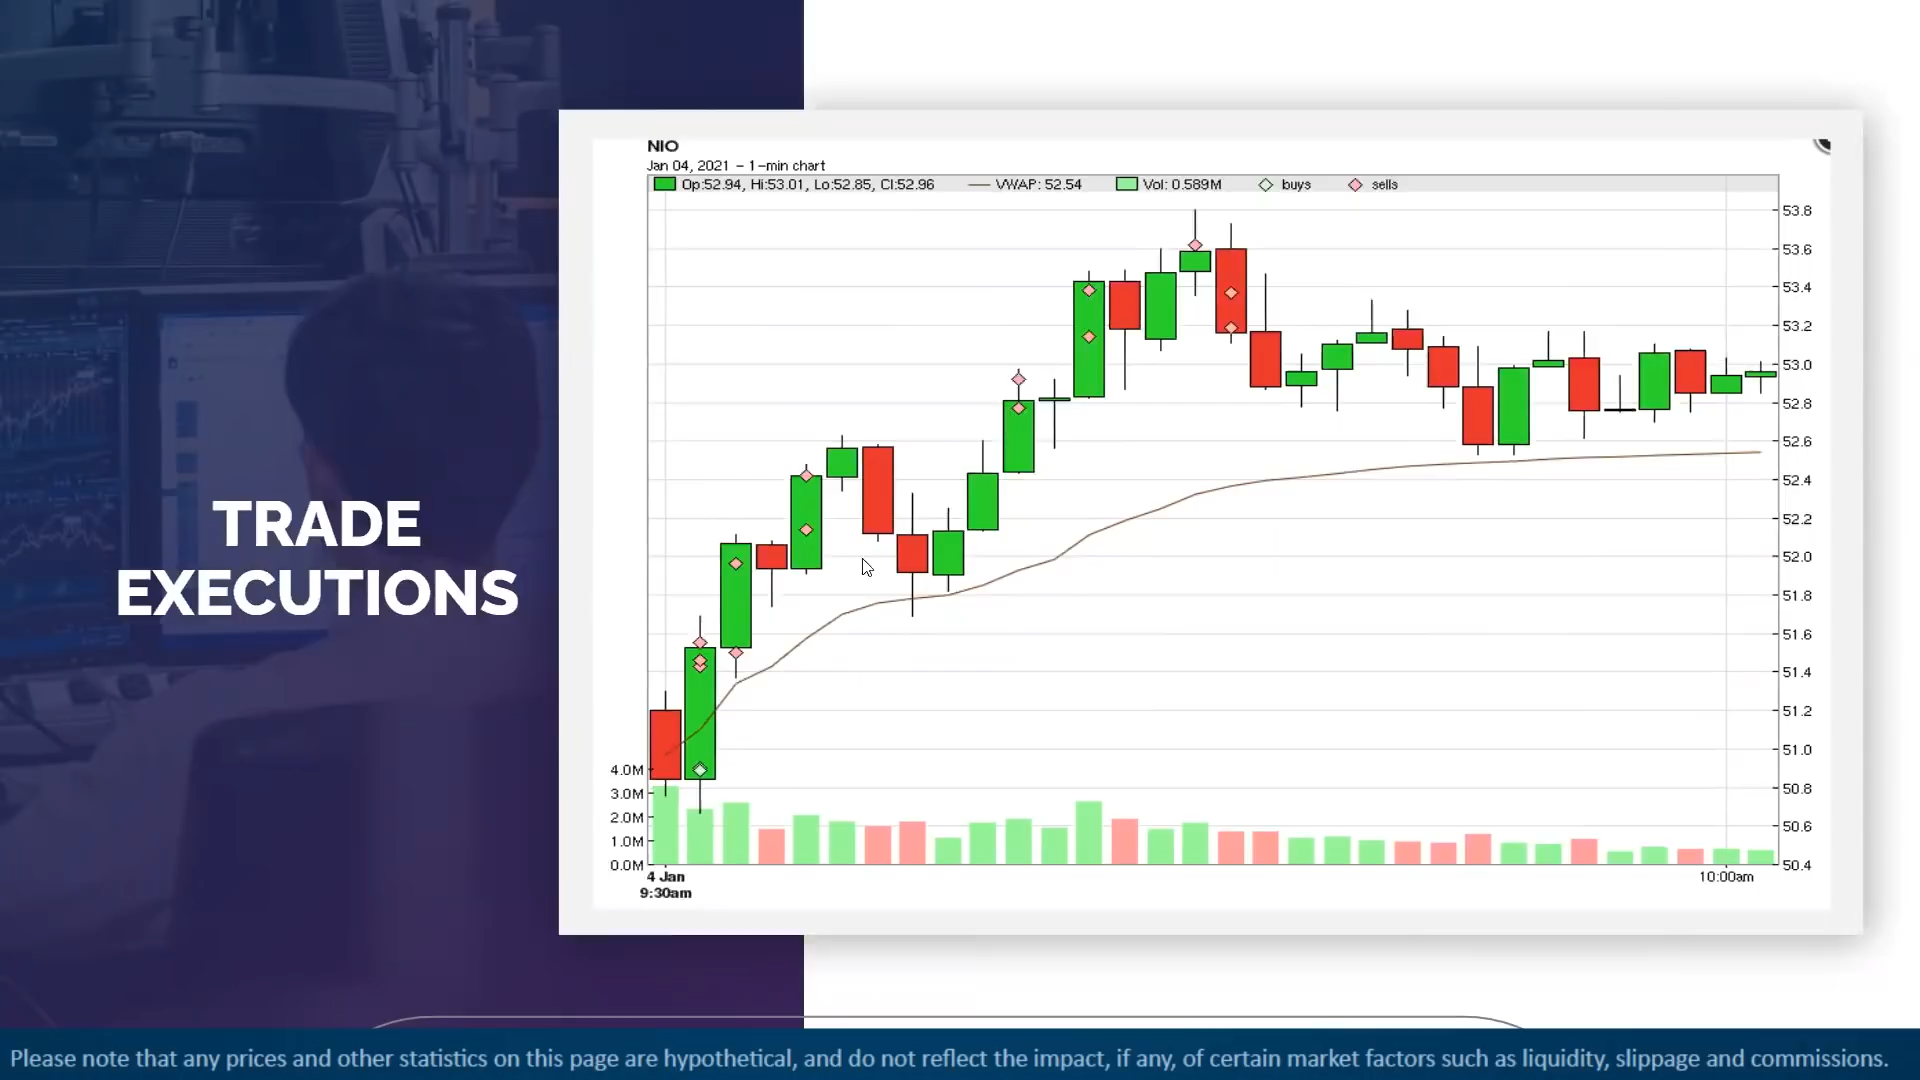 NIO
Jan 04, 2021 - 1-min chart
Op:52.94, Hi:53.01, Lo:52.85, Cl:52.96 VWAP: 52.54 Vol: 0.589M buys sells
53.8
53.6
53.4
53.2
53.0
52.8
52.6
52.4
52.2
52.0
51.8
51.6
51.4
51.2
51.0
50.8
50.6
50.4
4.0M
3.0M
2.0M
1.0M
0.0M
4 Jan
9:30am
10:00am
TRADE
EXECUTIONS
Please note that any prices and other statistics on this page are hypothetical, and do not reflect the impact, if any, of certain market factors such as liquidity, slippage and commissions.